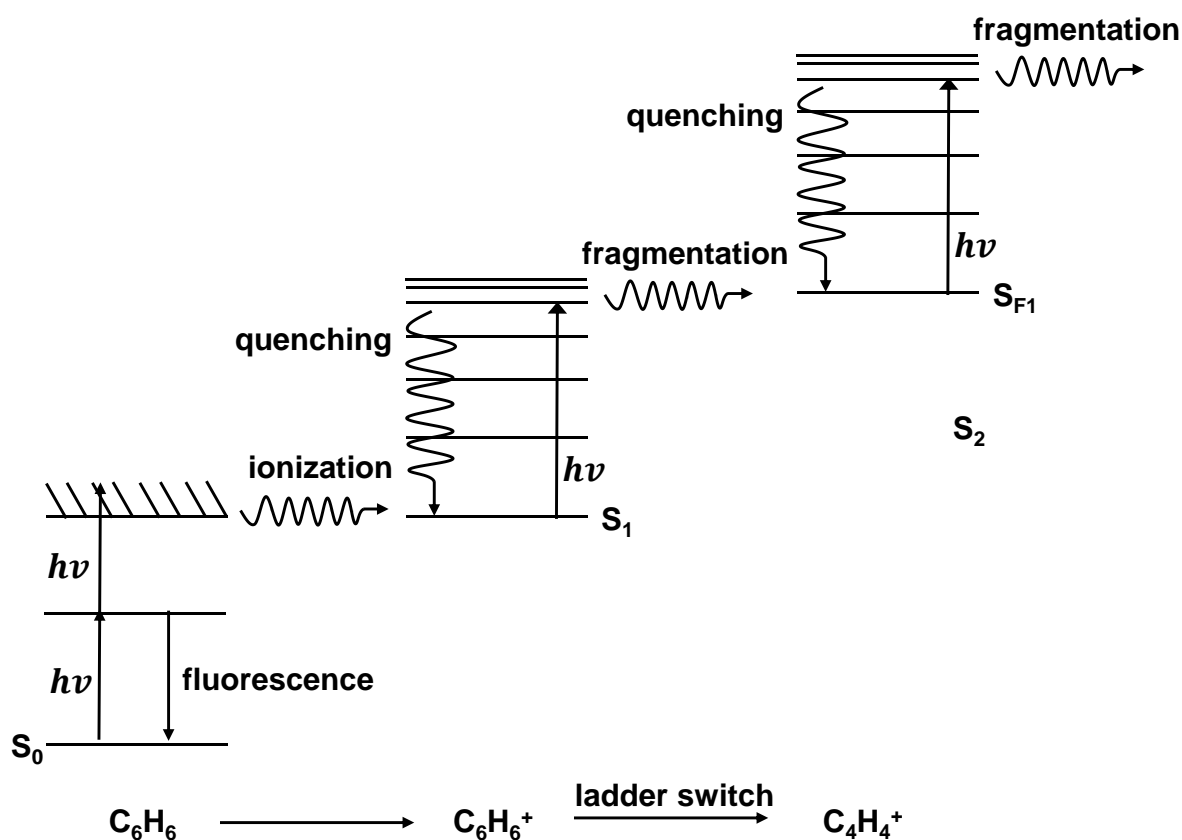 fragmentation
quenching
hν
fragmentation
S_F1
quenching
S₂
ionization
hν
S₁
hν
hν
fluorescence
S₀
ladder switch
C₆H₆ C₆H₆⁺ C₄H₄⁺